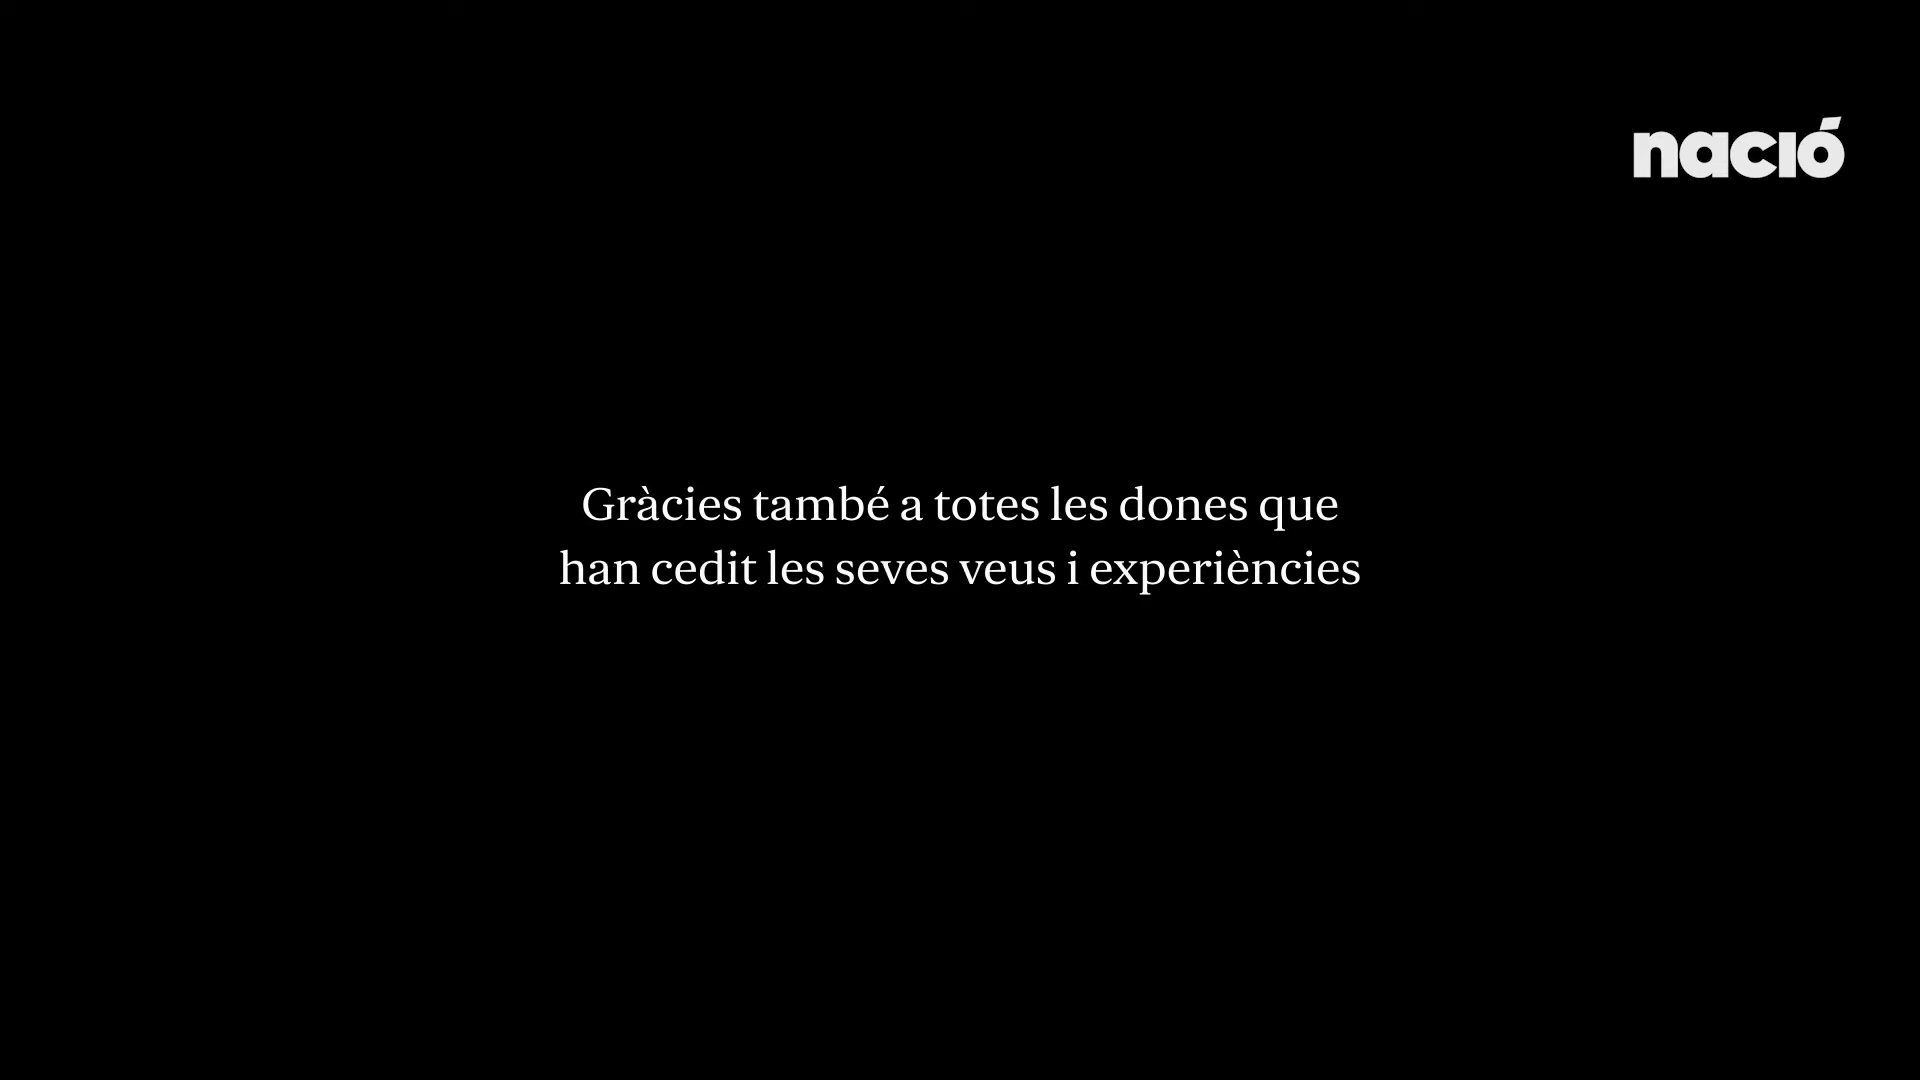 nació
Gràcies també a totes les dones que
han cedit les seves veus i experiències